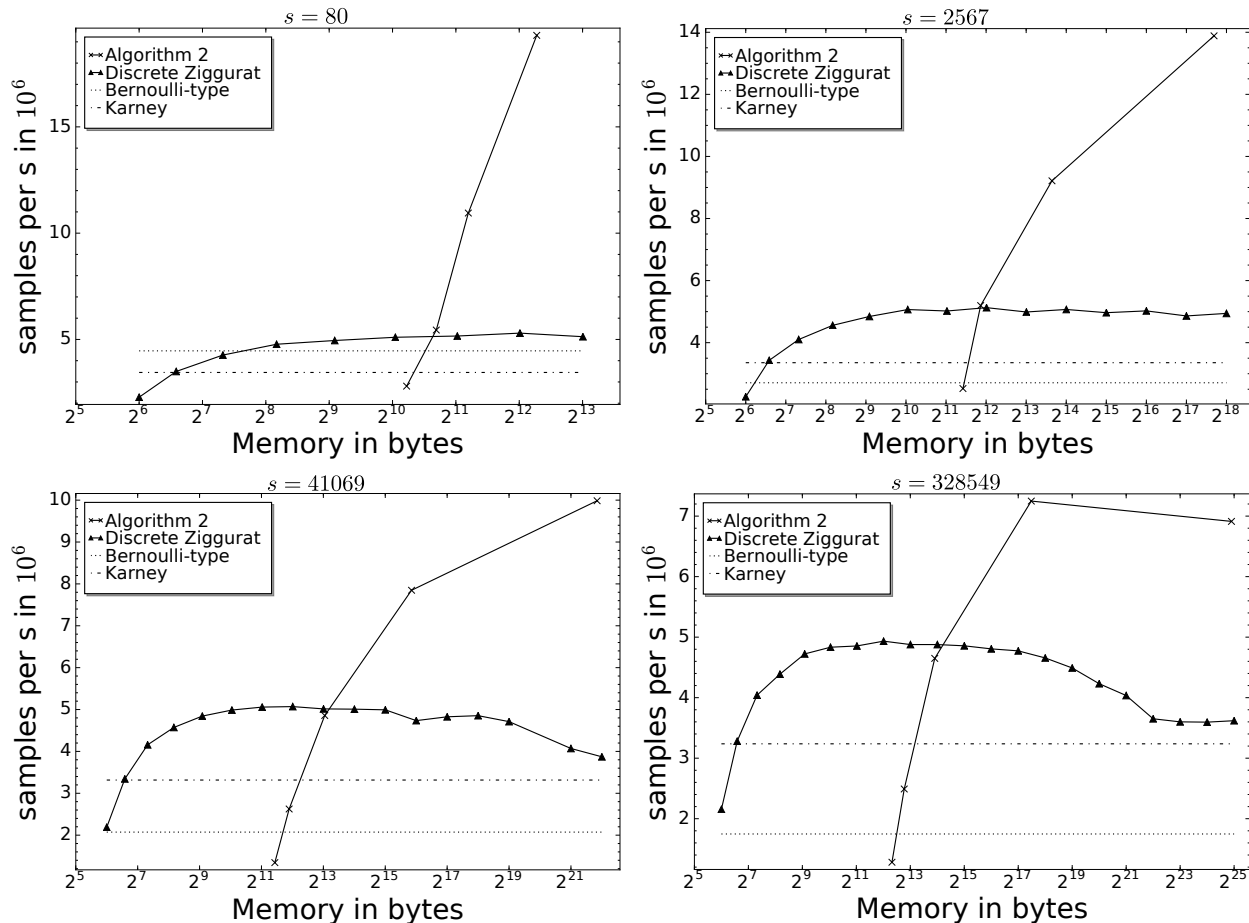 s = 80
Algorithm 2
Discrete Ziggurat
Bernoulli-type
Karney
samples per s in 10^6
15
10
5
2^5 2^6 2^7 2^8 2^9 2^10 2^11 2^12 2^13
Memory in bytes
s = 2567
Algorithm 2
Discrete Ziggurat
Bernoulli-type
Karney
samples per s in 10^6
14
12
10
8
6
4
2^5 2^6 2^7 2^8 2^9 2^10 2^11 2^12 2^13 2^14 2^15 2^16 2^17 2^18
Memory in bytes
s = 41069
Algorithm 2
Discrete Ziggurat
Bernoulli-type
Karney
samples per s in 10^6
10
9
8
7
6
5
4
3
2
2^5 2^7 2^9 2^11 2^13 2^15 2^17 2^19 2^21
Memory in bytes
s = 328549
Algorithm 2
Discrete Ziggurat
Bernoulli-type
Karney
samples per s in 10^6
7
6
5
4
3
2
2^5 2^7 2^9 2^11 2^13 2^15 2^17 2^19 2^21 2^23 2^25
Memory in bytes